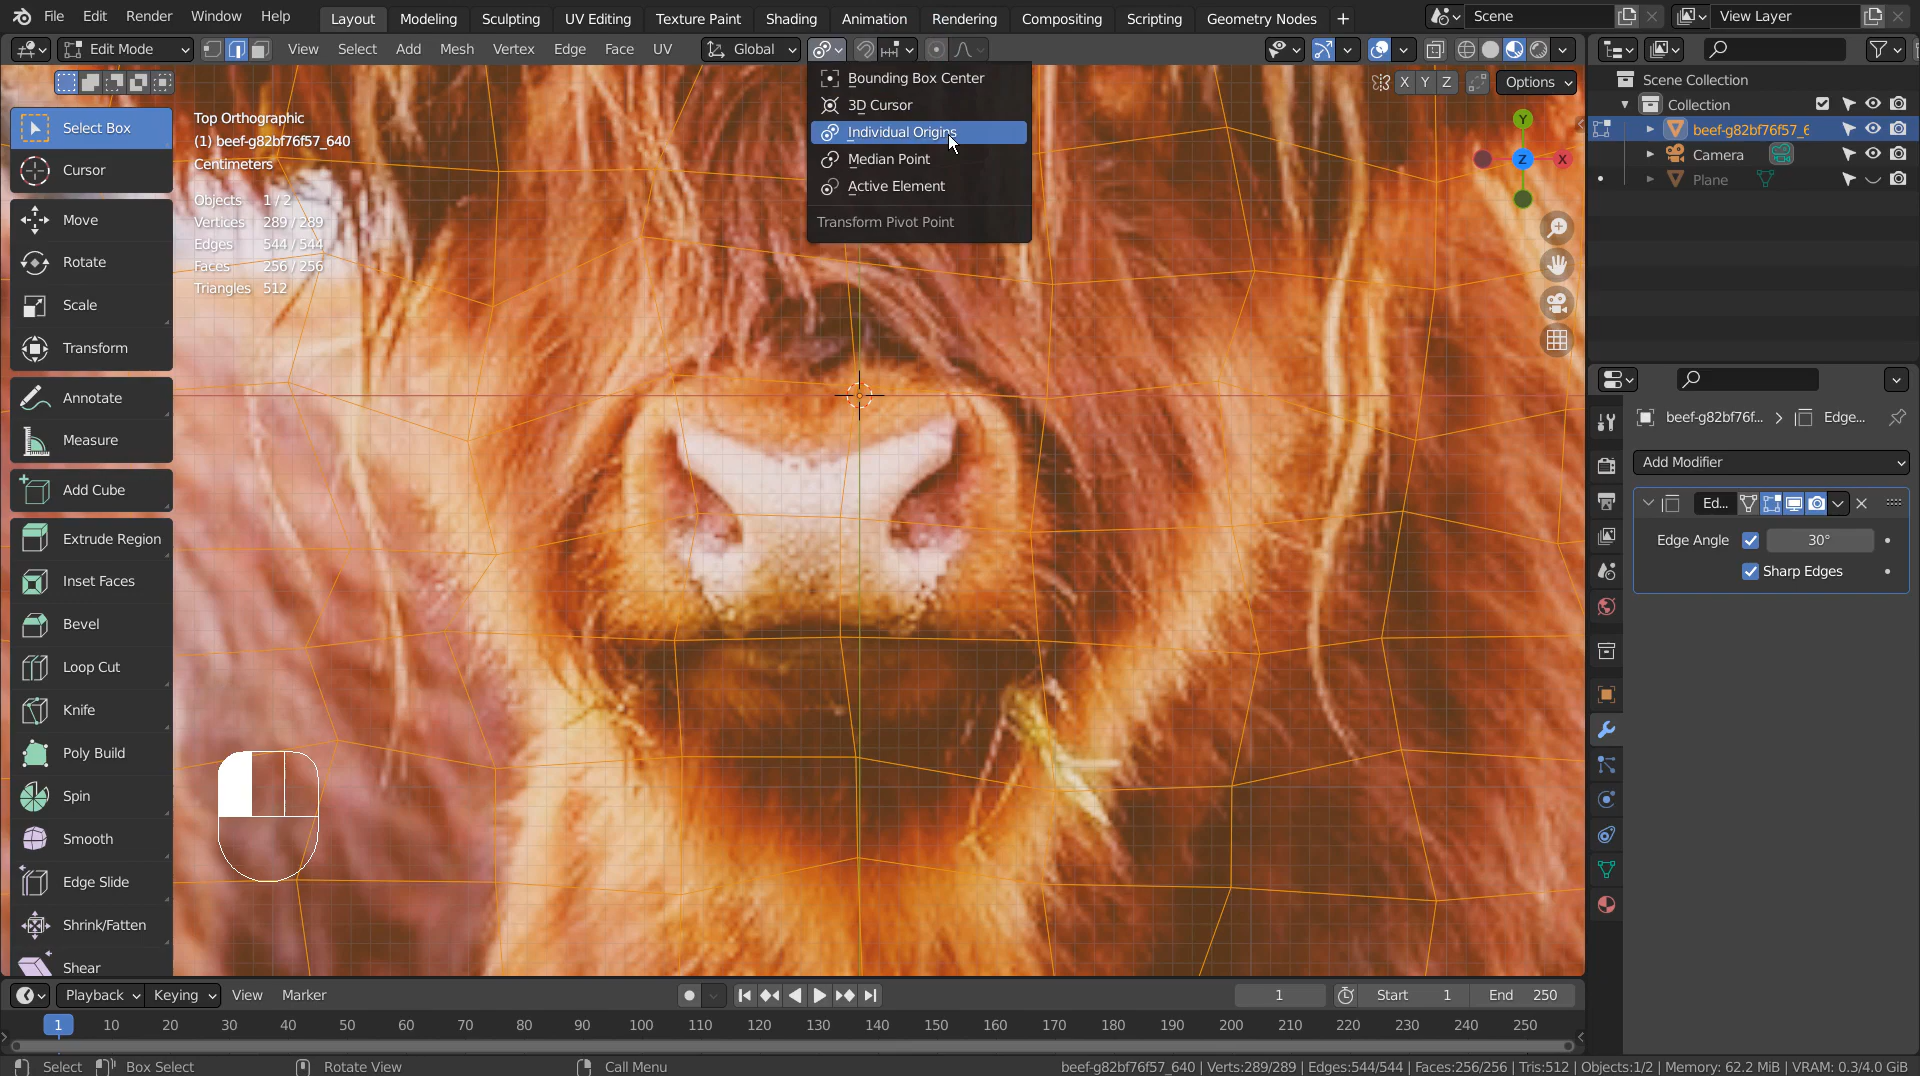 File Edit Render Window Help Layout Modeling Sculpting UV Editing Texture Paint Shading Animation Rendering Compositing Scripting Geometry Nodes + Scene View Layer
Edit Mode View Select Add Mesh Vertex Edge Face UV Global
X Y Z Options
Bounding Box Center
3D Cursor
Individual Origins
Median Point
Active Element
Transform Pivot Point
Select Box
Cursor
Move
Rotate
Scale
Transform
Annotate
Measure
Add Cube
Extrude Region
Inset Faces
Bevel
Loop Cut
Knife
Poly Build
Spin
Smooth
Edge Slide
Shrink/Fatten
Shear
Top Orthographic
(1) beef-g82bf76f57_640
Centimeters
Objects 1/2
Vertices 289/289
Edges 544/544
Faces 256/256
Triangles 512
Y
Z X
Scene Collection
Collection
beef-g82bf76f57_6
Camera
Plane
beef-g82bf76f... > Edge...
Add Modifier
Ed...
Edge Angle 30°
Sharp Edges
Playback Keying View Marker 1 Start 1 End 250
1 10 20 30 40 50 60 70 80 90 100 110 120 130 140 150 160 170 180 190 200 210 220 230 240 250
Select Box Select Rotate View Call Menu beef-g82bf76f57_640 | Verts:289/289 | Edges:544/544 | Faces:256/256 | Tris:512 | Objects:1/2 | Memory: 62.2 MiB | VRAM: 0.3/4.0 GiB